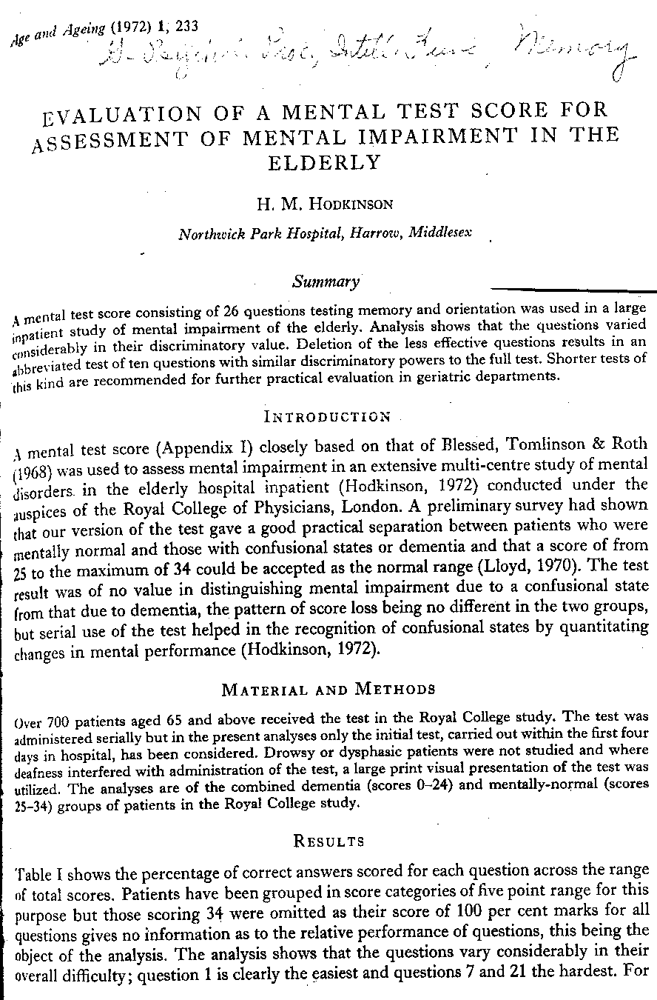 Age and Ageing (1972) 1, 233
Memory
EVALUATION OF A MENTAL TEST SCORE FOR
ASSESSMENT OF MENTAL IMPAIRMENT IN THE
ELDERLY
H. M. HODKINSON
Northwick Park Hospital, Harrow, Middlesex
Summary
A mental test score consisting of 26 questions testing memory and orientation was used in a large
inpatient study of mental impairment of the elderly. Analysis shows that the questions varied
considerably in their discriminatory value. Deletion of the less effective questions results in an
abbreviated test of ten questions with similar discriminatory powers to the full test. Shorter tests of
this kind are recommended for further practical evaluation in geriatric departments.
INTRODUCTION
A mental test score (Appendix I) closely based on that of Blessed, Tomlinson & Roth
(1968) was used to assess mental impairment in an extensive multi-centre study of mental
disorders in the elderly hospital inpatient (Hodkinson, 1972) conducted under the
auspices of the Royal College of Physicians, London. A preliminary survey had shown
that our version of the test gave a good practical separation between patients who were
mentally normal and those with confusional states or dementia and that a score of from
25 to the maximum of 34 could be accepted as the normal range (Lloyd, 1970). The test
result was of no value in distinguishing mental impairment due to a confusional state
from that due to dementia, the pattern of score loss being no different in the two groups,
but serial use of the test helped in the recognition of confusional states by quantitating
changes in mental performance (Hodkinson, 1972).
MATERIAL AND METHODS
Over 700 patients aged 65 and above received the test in the Royal College study. The test was
administered serially but in the present analyses only the initial test, carried out within the first four
days in hospital, has been considered. Drowsy or dysphasic patients were not studied and where
deafness interfered with administration of the test, a large print visual presentation of the test was
utilized. The analyses are of the combined dementia (scores 0–24) and mentally-normal (scores
25–34) groups of patients in the Royal College study.
RESULTS
Table I shows the percentage of correct answers scored for each question across the range
of total scores. Patients have been grouped in score categories of five point range for this
purpose but those scoring 34 were omitted as their score of 100 per cent marks for all
questions gives no information as to the relative performance of questions, this being the
object of the analysis. The analysis shows that the questions vary considerably in their
overall difficulty; question 1 is clearly the easiest and questions 7 and 21 the hardest. For